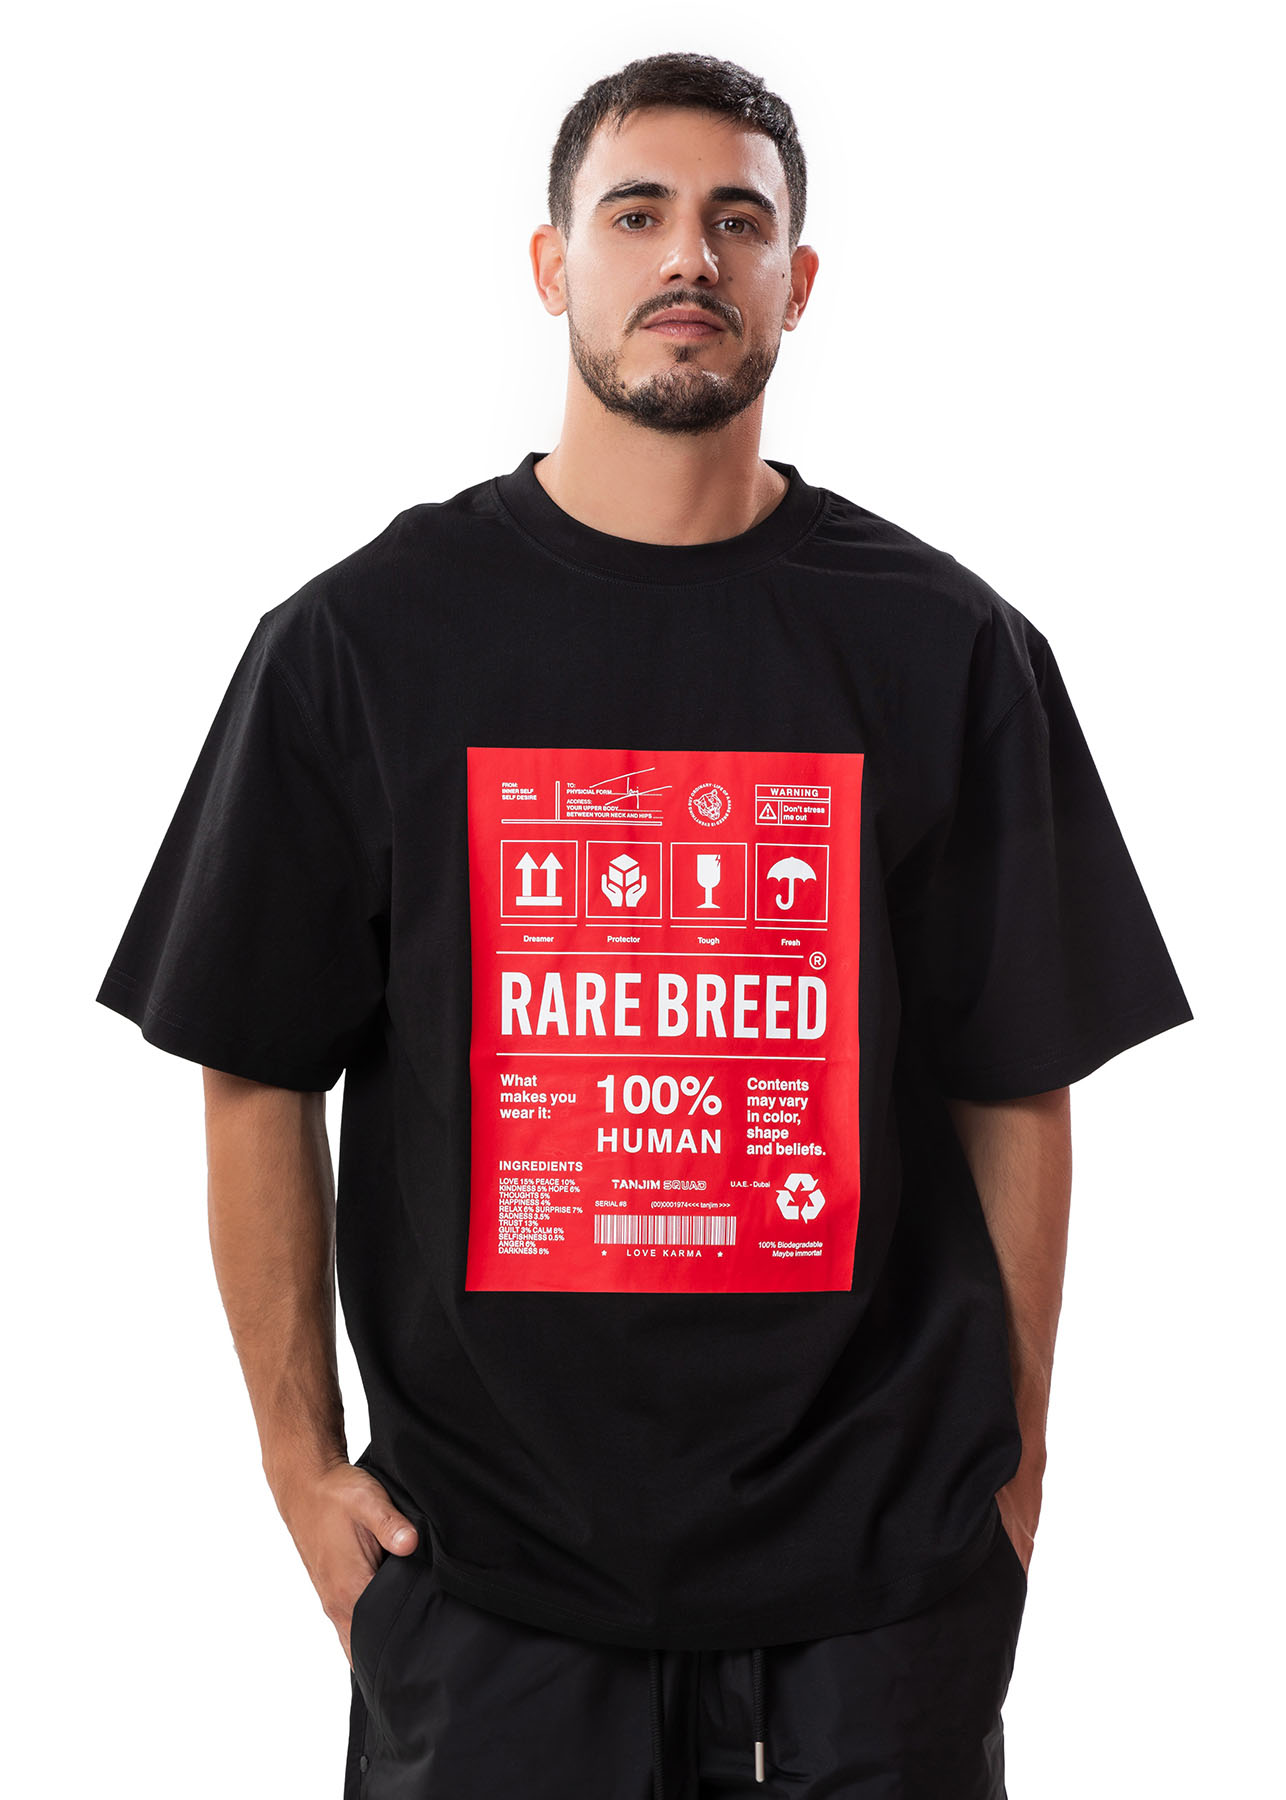 FROM:
INNER SELF
SELF DESIRE
TO:
PHYSICIAL FORM
ADDRESS:
YOUR UPPER BODY
BETWEEN YOUR NECK AND HIPS
WARNING
Don't stress
me out
Dreamer
Protector
Tough
Fresh
®
RARE BREED
What
makes you
wear it:
100%
HUMAN
Contents
may vary
in color,
shape
and beliefs.
INGREDIENTS
LOVE 15% PEACE 10%
KINDNESS 5% HOPE 6%
THOUGHTS 5%
HAPPINESS 4%
RELAX 6% SURPRISE 7%
SADNESS 3.5%
TRUST 13%
GUILT 3% CALM 8%
SELFISHNESS 0.5%
ANGER 6%
DARKNESS 8%
TANJIM SQUAD
U.A.E. - Dubai
SERIAL #8 (00)0001974<<< tanjim >>>
* LOVE KARMA *
100% Biodegradable
Maybe immortal